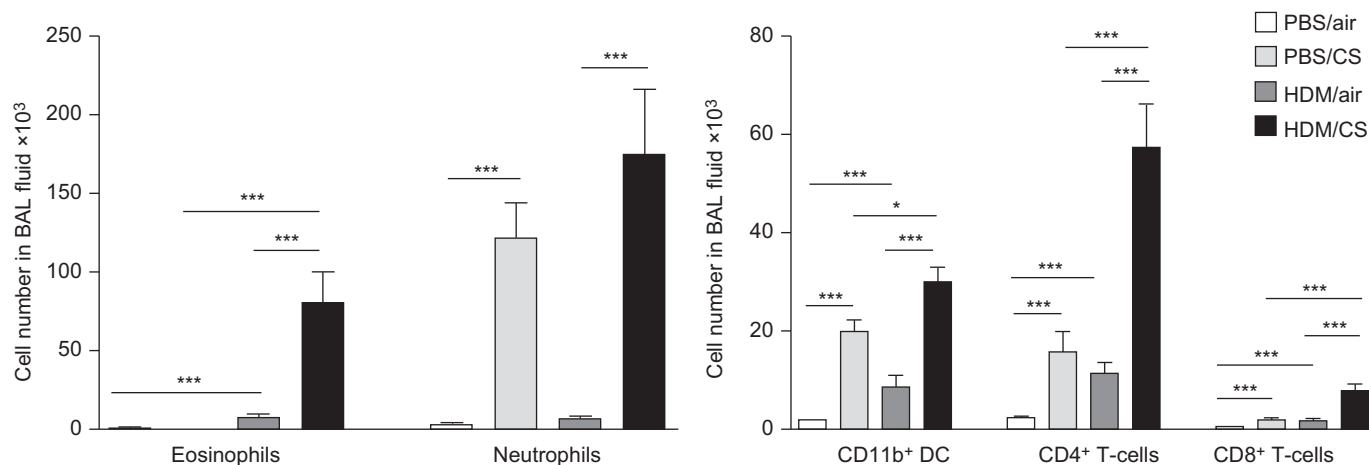 Cell number in BAL fluid ×10³
250
200
150
100
50
0
***
***
***
***
***
Eosinophils
Neutrophils
Cell number in BAL fluid ×10³
80
60
40
20
0
***
***
*
***
***
***
***
***
***
***
***
***
CD11b⁺ DC
CD4⁺ T-cells
CD8⁺ T-cells
PBS/air
PBS/CS
HDM/air
HDM/CS